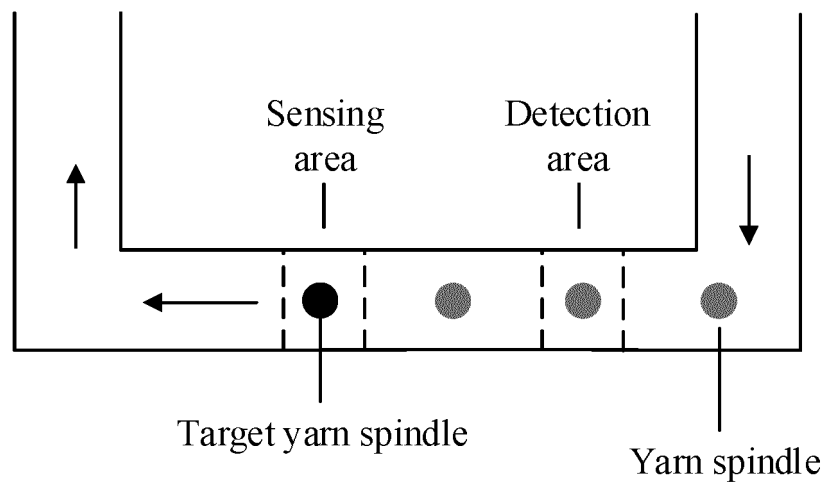 Sensing
area
Detection
area
Target yarn spindle
Yarn spindle